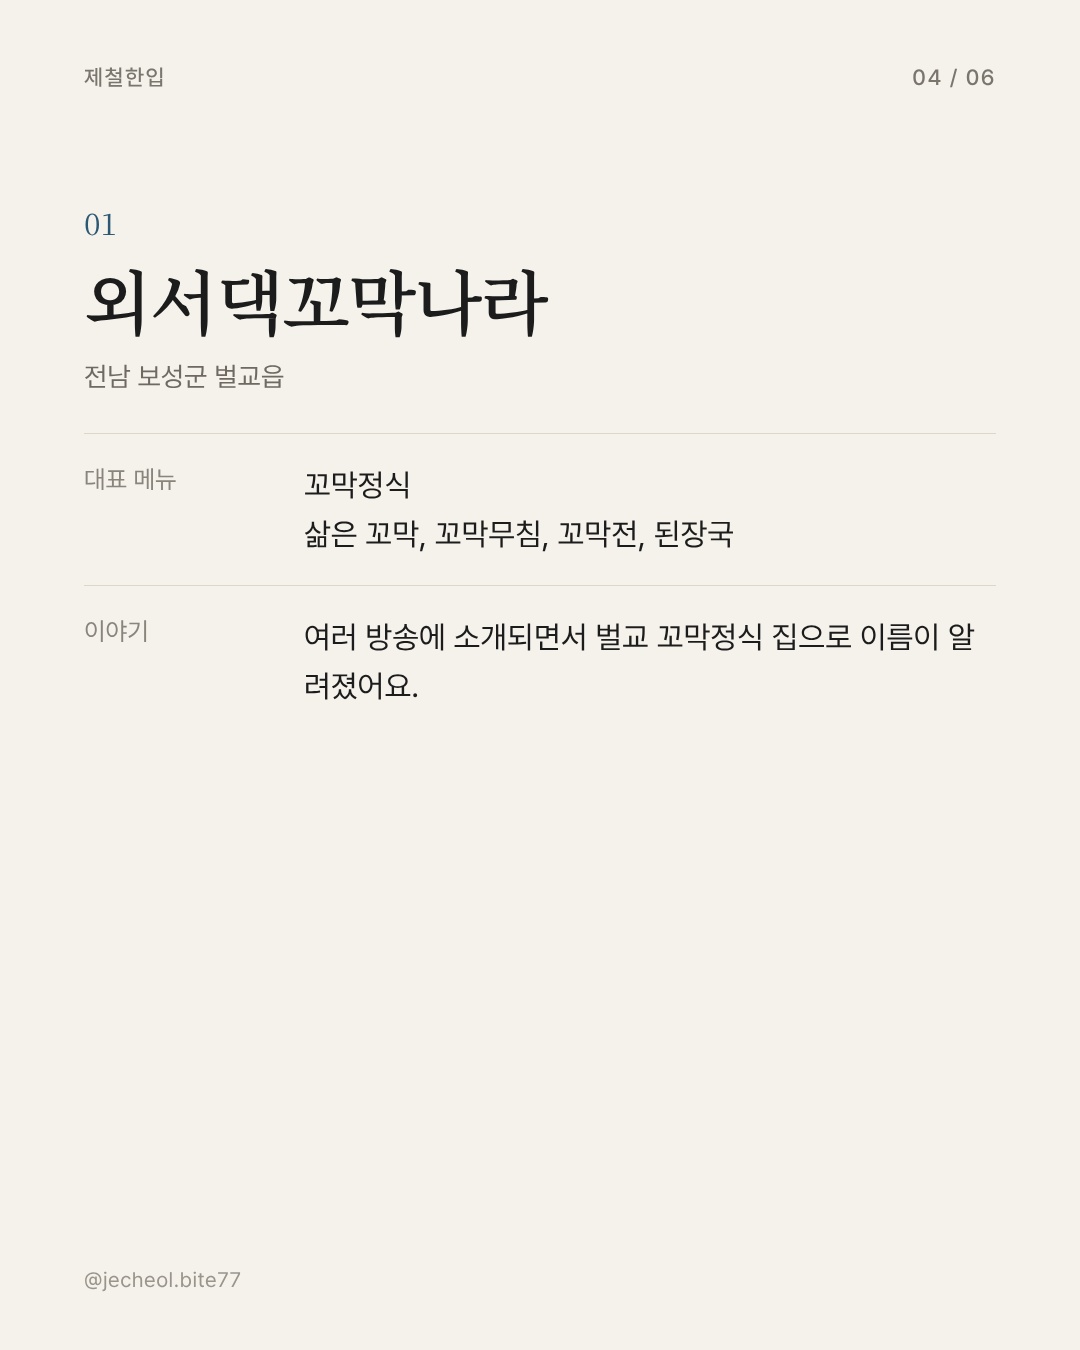 제철한입
04 / 06
01
외서댁꼬막나라
전남 보성군 벌교읍
대표 메뉴
꼬막정식
삶은 꼬막, 꼬막무침, 꼬막전, 된장국
이야기
여러 방송에 소개되면서 벌교 꼬막정식 집으로 이름이 알
려졌어요.
@jecheol.bite77